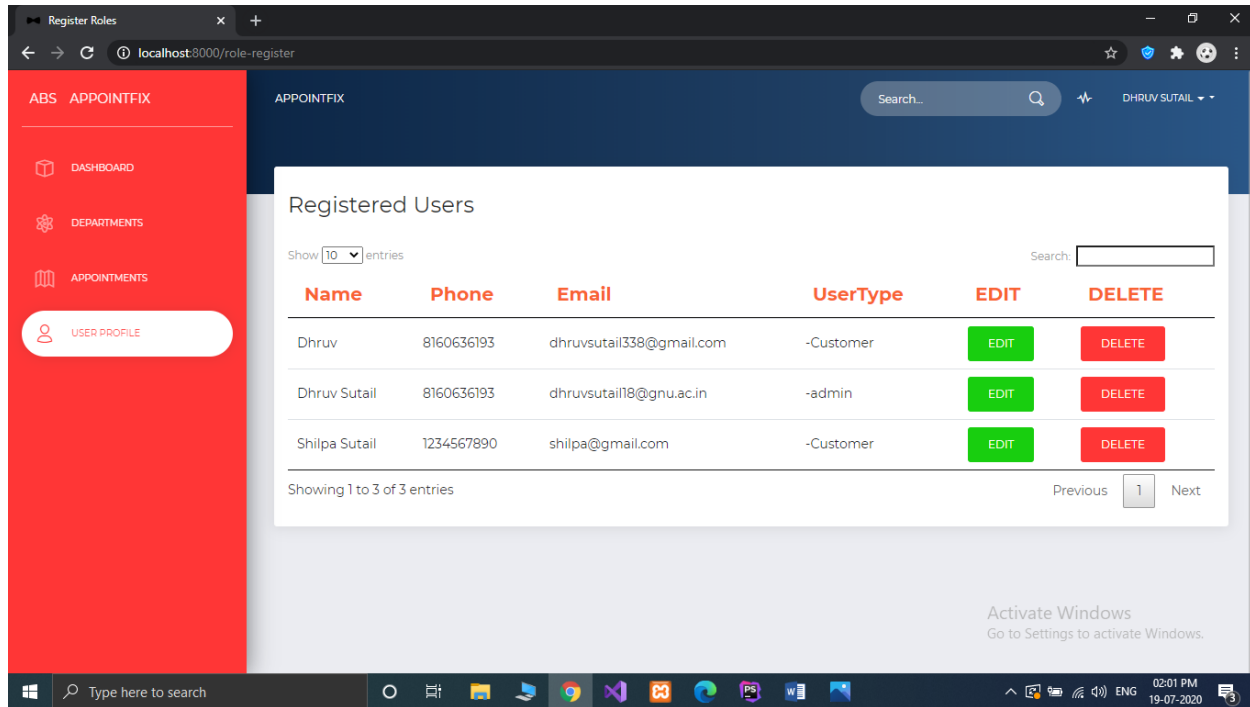 Register Roles
localhost:8000/role-register
ABS APPOINTFIX
APPOINTFIX
Search...
DHRUV SUTAIL
DASHBOARD
DEPARTMENTS
APPOINTMENTS
USER PROFILE
Registered Users
Show 10 entries
Search:
Name Phone Email UserType EDIT DELETE
Dhruv 8160636193 dhruvsutail338@gmail.com -Customer EDIT DELETE
Dhruv Sutail 8160636193 dhruvsutail18@gnu.ac.in -admin EDIT DELETE
Shilpa Sutail 1234567890 shilpa@gmail.com -Customer EDIT DELETE
Showing 1 to 3 of 3 entries
Previous 1 Next
Activate Windows
Go to Settings to activate Windows.
Type here to search
PS
W
ENG
02:01 PM
19-07-2020
3